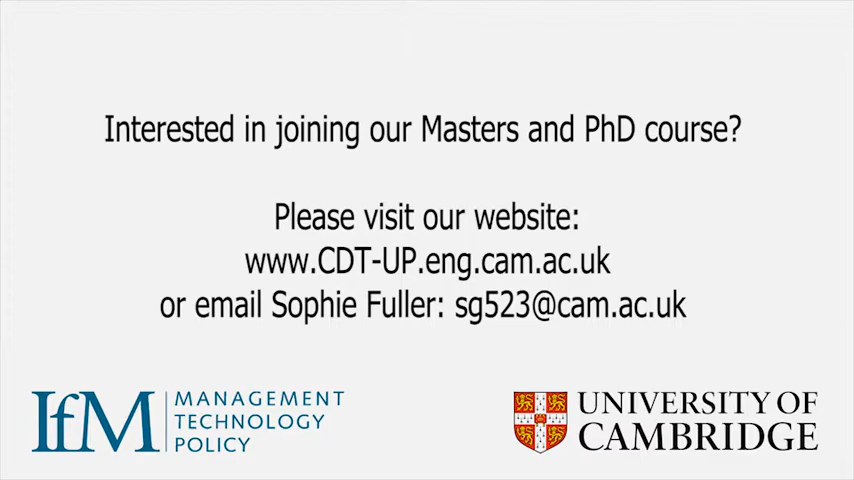 Interested in joining our Masters and PhD course?
Please visit our website:
www.CDT-UP.eng.cam.ac.uk
or email Sophie Fuller: sg523@cam.ac.uk
IfM MANAGEMENT
TECHNOLOGY
POLICY
UNIVERSITY OF
CAMBRIDGE